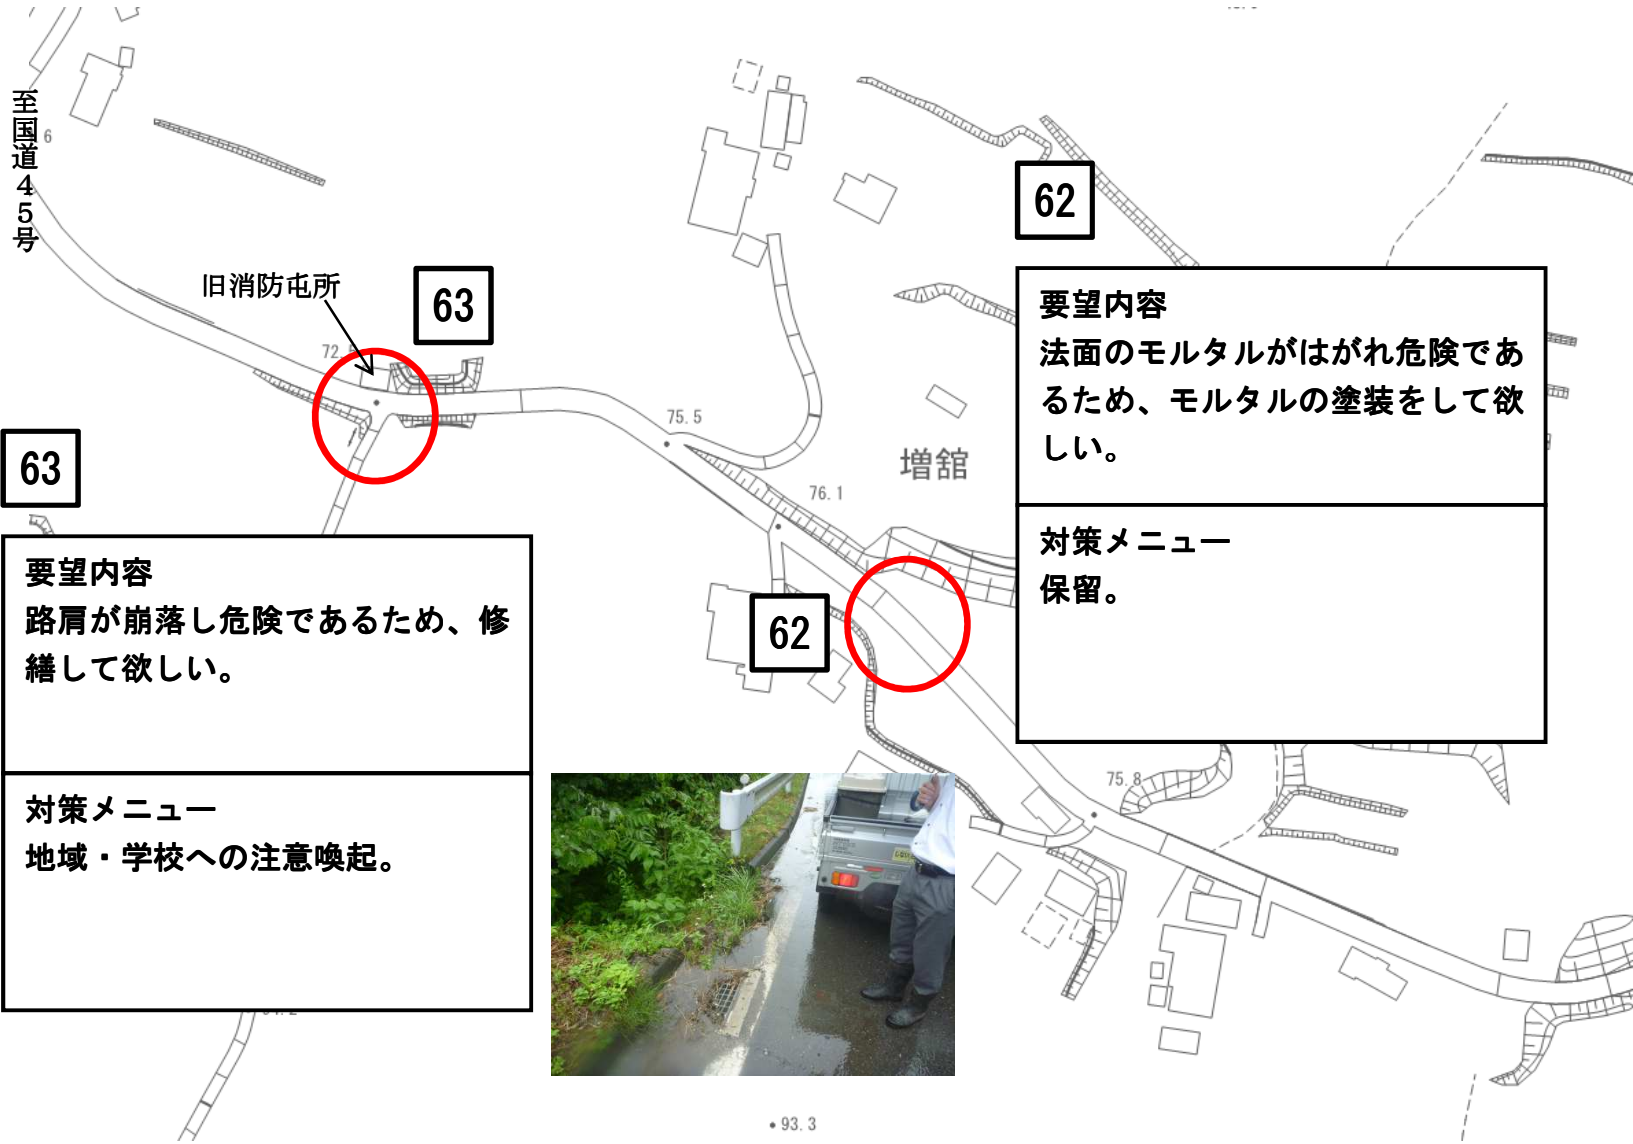 至国道45号
旧消防屯所
63
62
要望内容
法面のモルタルがはがれ危険であ
るため、モルタルの塗装をして欲
しい。
対策メニュー
保留。
75.5
76.1
増舘
63
要望内容
路肩が崩落し危険であるため、修
繕して欲しい。
対策メニュー
地域・学校への注意喚起。
62
75.8
93.3